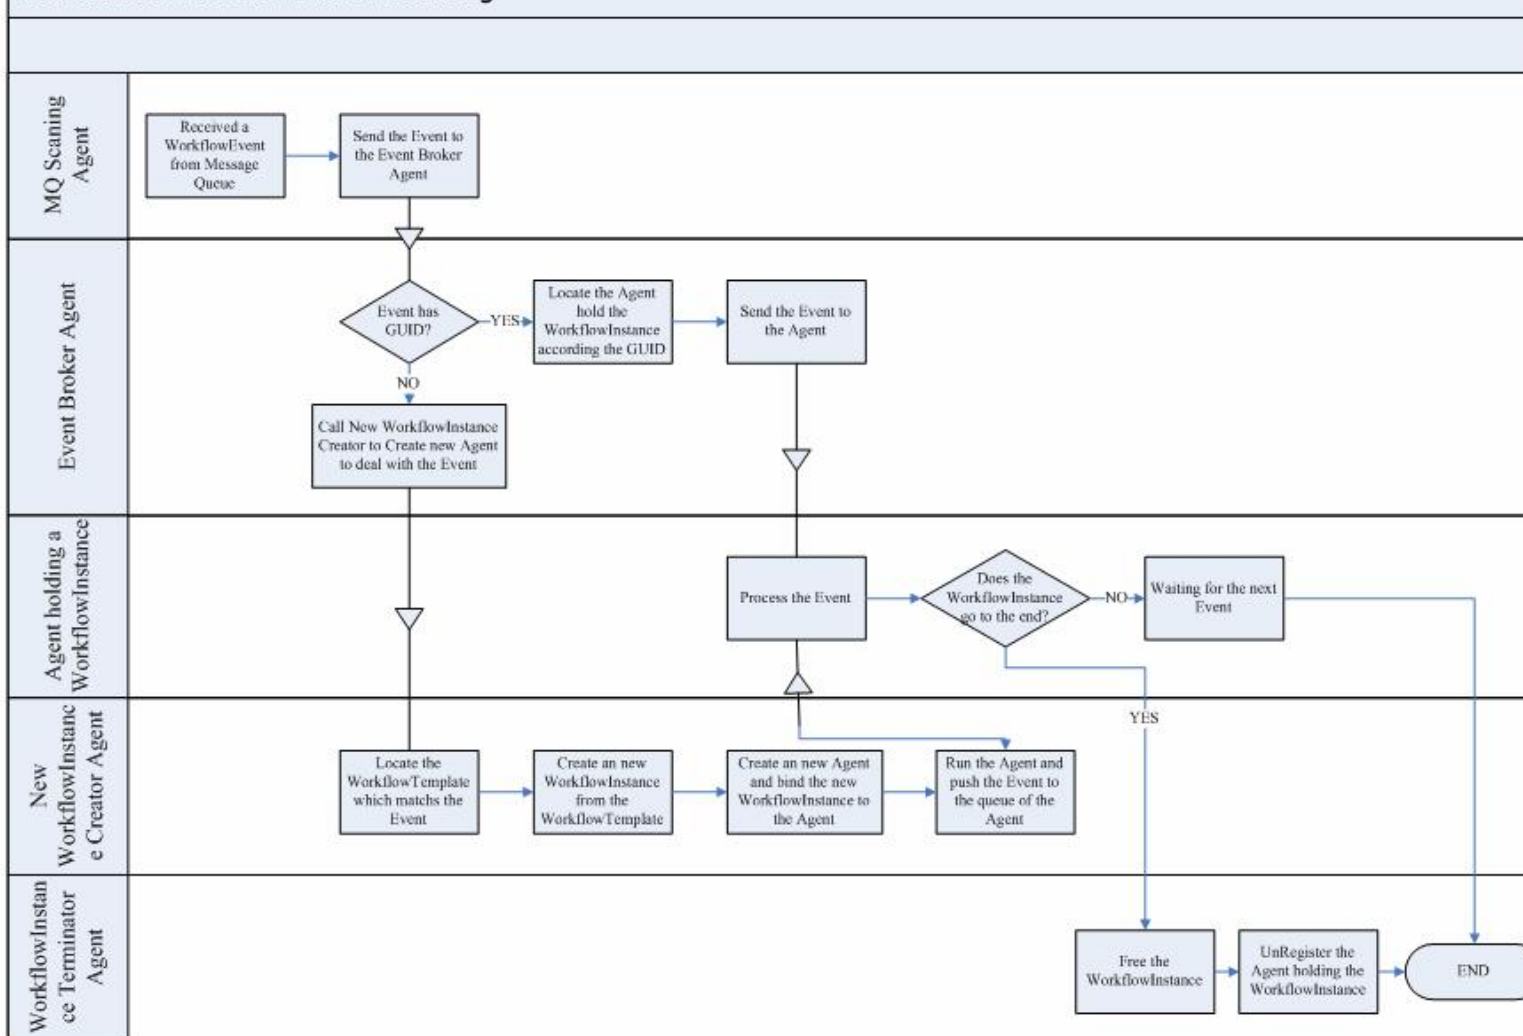 MQ Scaning
Agent
Received a
WorkflowEvent
from Message
Queue
Send the Event to
the Event Broker
Agent
Event Broker Agent
Event has
GUID?
YES
Locate the Agent
hold the
WorkflowInstance
according the GUID
Send the Event to
the Agent
NO
Call New WorkflowInstance
Creator to Create new Agent
to deal with the Event
Agent holding a
WorkflowInstance
Process the Event
Does the
WorkflowInstance
go to the end?
NO
Waiting for the next
Event
YES
New
WorkflowInstanc
e Creator Agent
Locate the
WorkflowTemplate
which matchs the
Event
Create an new
WorkflowInstance
from the
WorkflowTemplate
Create an new Agent
and bind the new
WorkflowInstance to
the Agent
Run the Agent and
push the Event to
the queue of the
Agent
WorkflowInstan
ce Terminator
Agent
Free the
WorkflowInstance
UnRegister the
Agent holding the
WorkflowInstance
END